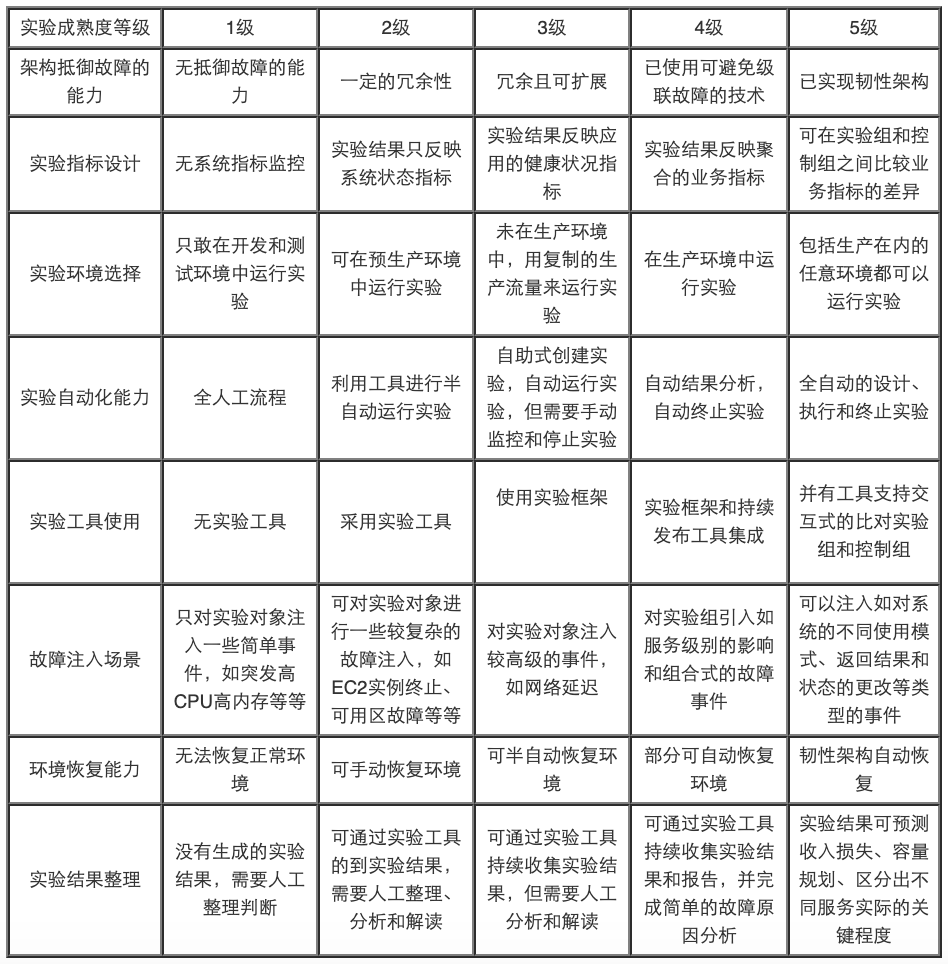 实验成熟度等级
1级
2级
3级
4级
5级
架构抵御故障的
能力
无抵御故障的能
力
一定的冗余性
冗余且可扩展
已使用可避免级
联故障的技术
已实现韧性架构
实验指标设计
无系统指标监控
实验结果只反映
系统状态指标
实验结果反映应
用的健康状况指
标
实验结果反映聚
合的业务指标
可在实验组和控
制组之间比较业
务指标的差异
实验环境选择
只敢在开发和测
试环境中运行实
验
可在预生产环境
中运行实验
未在生产环境
中，用复制的生
产流量来运行实
验
在生产环境中运
行实验
包括生产在内的
任意环境都可以
运行实验
实验自动化能力
全人工流程
利用工具进行半
自动运行实验
自助式创建实
验，自动运行实
验，但需要手动
监控和停止实验
自动结果分析，
自动终止实验
全自动的设计、
执行和终止实验
实验工具使用
无实验工具
采用实验工具
使用实验框架
实验框架和持续
发布工具集成
并有工具支持交
互式的比对实验
组和控制组
故障注入场景
只对实验对象注
入一些简单事
件，如突发高
CPU高内存等等
可对实验对象进
行一些较复杂的
故障注入，如
EC2实例终止、
可用区故障等等
对实验对象注入
较高级的事件，
如网络延迟
对实验组引入如
服务级别的影响
和组合式的故障
事件
可以注入如对系
统的不同使用模
式、返回结果和
状态的更改等类
型的事件
环境恢复能力
无法恢复正常环
境
可手动恢复环境
可半自动恢复环
境
部分可自动恢复
环境
韧性架构自动恢
复
实验结果整理
没有生成的实验
结果，需要人工
整理判断
可通过实验工具
的到实验结果，
需要人工整理、
分析和解读
可通过实验工具
持续收集实验结
果，但需要人工
分析和解读
可通过实验工具
持续收集实验结
果和报告，并完
成简单的故障原
因分析
实验结果可预测
收入损失、容量
规划、区分出不
同服务实际的关
键程度